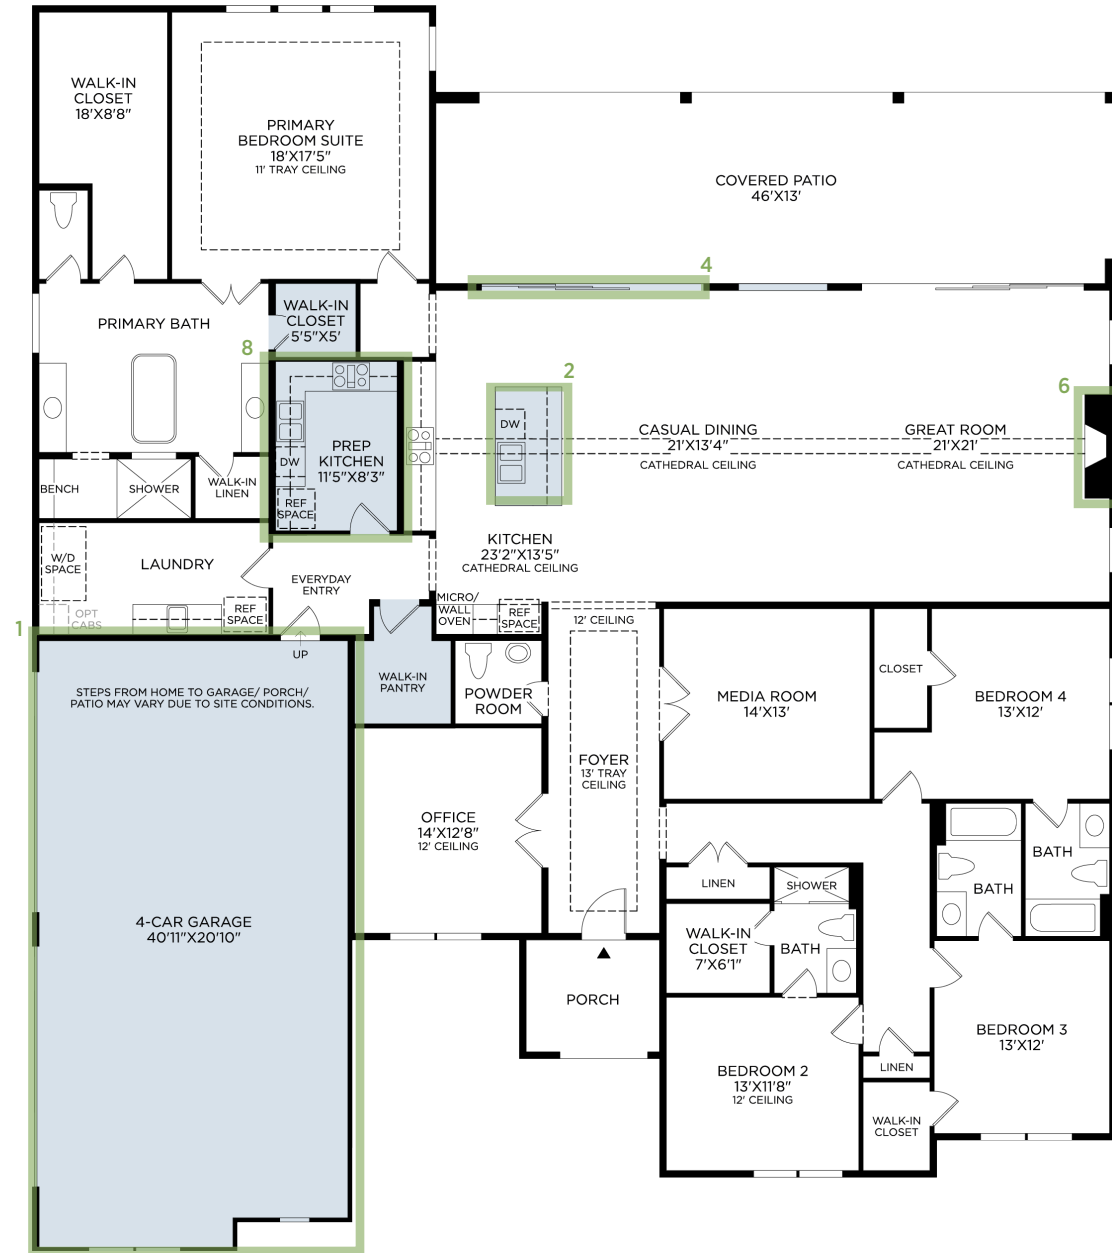 WALK-IN
CLOSET
18'X8'8"
PRIMARY
BEDROOM SUITE
18'X17'5"
11' TRAY CEILING
COVERED PATIO
46'X13'
4
WALK-IN
CLOSET
5'5"X5'
PRIMARY BATH
8
2
6
PREP
KITCHEN
11'5"X8'3"
DW
REF
SPACE
DW
CASUAL DINING
21'X13'4"
CATHEDRAL CEILING
GREAT ROOM
21'X21'
CATHEDRAL CEILING
BENCH
SHOWER
WALK-IN
LINEN
KITCHEN
23'2"X13'5"
CATHEDRAL CEILING
W/D
SPACE
LAUNDRY
EVERYDAY
ENTRY
OPT
CABS
REF
SPACE
MICRO/
WALL
OVEN
REF
SPACE
12' CEILING
1
UP
STEPS FROM HOME TO GARAGE/ PORCH/
PATIO MAY VARY DUE TO SITE CONDITIONS.
WALK-IN
PANTRY
POWDER
ROOM
MEDIA ROOM
14'X13'
CLOSET
BEDROOM 4
13'X12'
FOYER
13' TRAY
CEILING
OFFICE
14'X12'8"
12' CEILING
BATH
BATH
LINEN
SHOWER
4-CAR GARAGE
40'11"X20'10"
WALK-IN
CLOSET
7'X6'1"
BATH
PORCH
BEDROOM 3
13'X12'
BEDROOM 2
13'X11'8"
12' CEILING
LINEN
WALK-IN
CLOSET